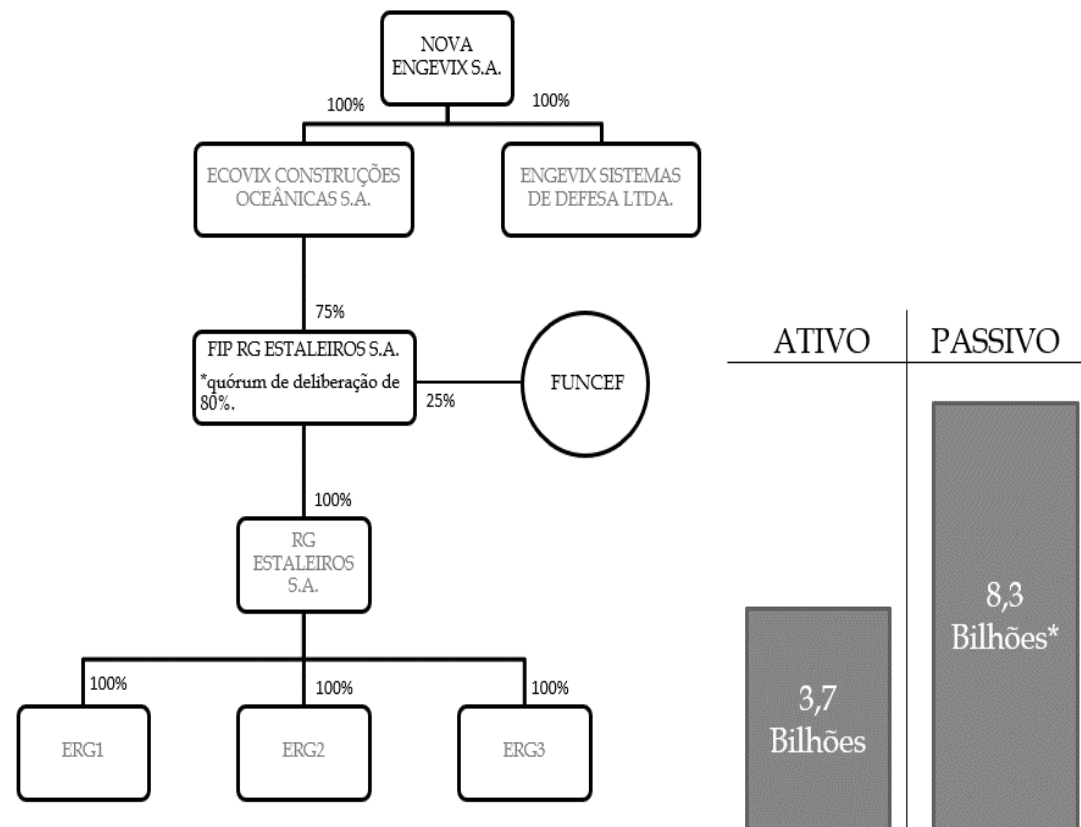 NOVA
ENGEVIX S.A.
100%
100%
ECOVIX CONSTRUÇÕES
OCEÂNICAS S.A.
ENGEVIX SISTEMAS
DE DEFESA LTDA.
75%
FIP RG ESTALEIROS S.A.
*quórum de deliberação de
80%.
25%
FUNCEF
100%
RG
ESTALEIROS
S.A.
100%
100%
100%
ERG1
ERG2
ERG3
ATIVO
PASSIVO
3,7
Bilhões
8,3
Bilhões*